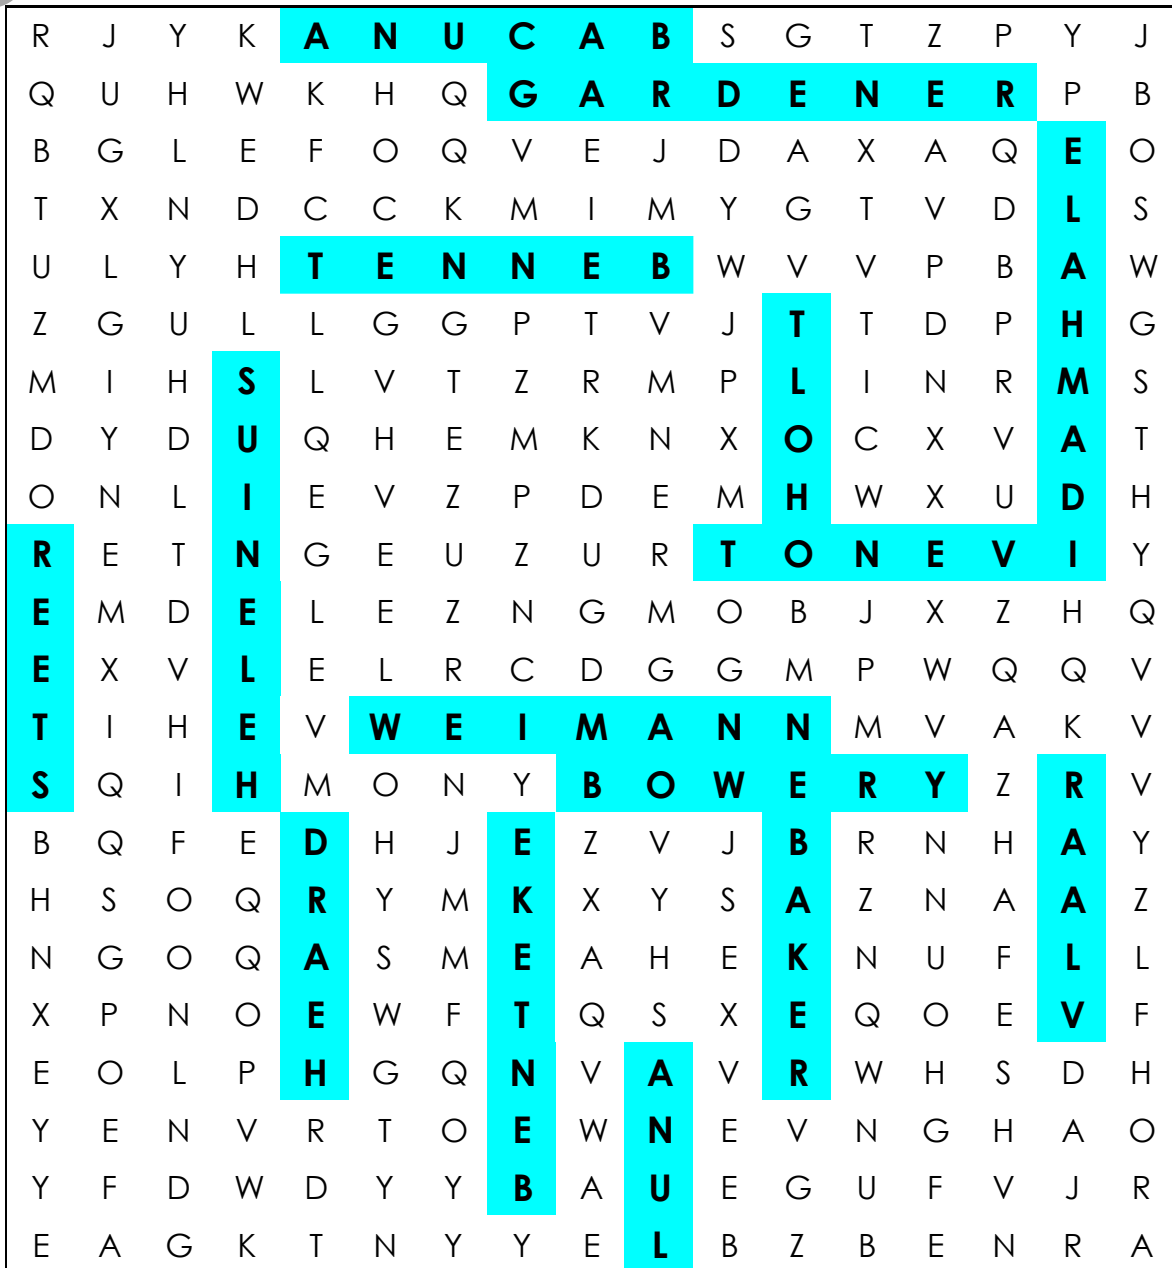 R J Y K A N U C A B S G T Z P Y J
Q U H W K H Q G A R D E N E R P B
B G L E F O Q V E J D A X A Q E O
T X N D C C K M I M Y G T V D L S
U L Y H T E N N E B W V V P B A W
Z G U L L G G P T V J T T D P H G
M I H S L V T Z R M P L I N R M S
D Y D U Q H E M K N X O C X V A T
O N L I E V Z P D E M H W X U D H
R E T N G E U Z U R T O N E V I Y
E M D E L E Z N G M O B J X Z H Q
E X V L E L R C D G G M P W Q Q V
T I H E V W E I M A N N M V A K V
S Q I H M O N Y B O W E R Y Z R V
B Q F E D H J E Z V J B R N H A Y
H S O Q R Y M K X Y S A Z N A A Z
N G O Q A S M E A H E K N U F L L
X P N O E W F T Q S X E Q O E V F
E O L P H G Q N V A V R W H S D H
Y E N V R T O E W N E V N G H A O
Y F D W D Y Y B A U E G U F V J R
E A G K T N Y Y E L B Z B E N R A